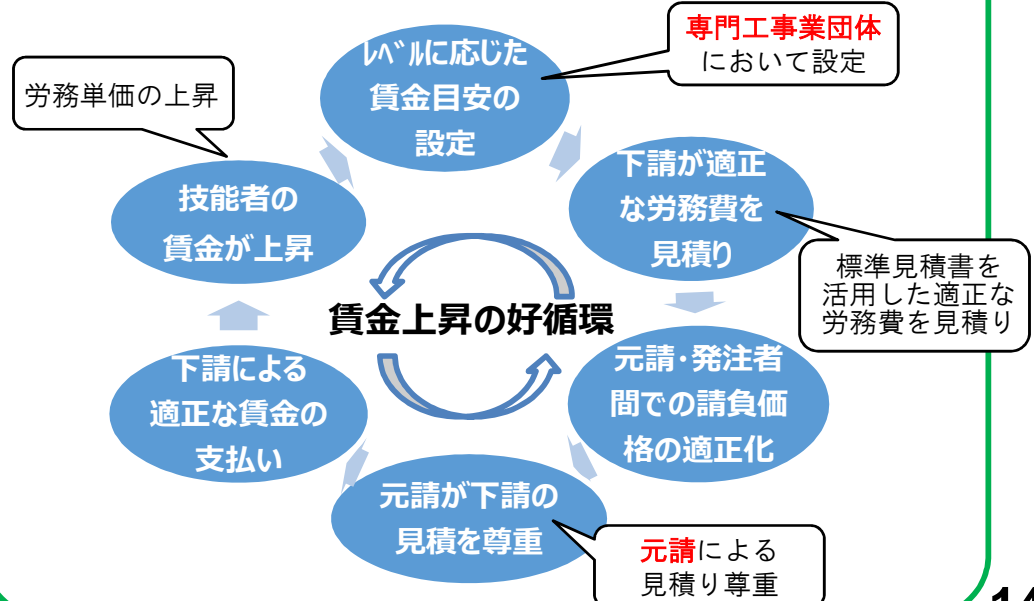 専門工事業団体
において設定
レベルに応じた
賃金目安の
設定
労務単価の上昇
下請が適正
な労務費を
見積り
技能者の
賃金が上昇
標準見積書を
活用した適正な
労務費を見積り
賃金上昇の好循環
元請・発注者
間での請負価
格の適正化
下請による
適正な賃金の
支払い
元請が下請の
見積を尊重
元請による
見積り尊重